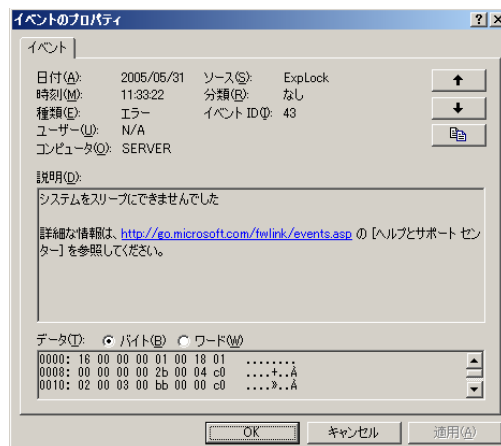 イベントのプロパティ
イベント
日付(A): 2005/05/31 ソース(S): ExpLock
時刻(M): 11:33:22 分類(R): なし
種類(E): エラー イベント ID(I): 43
ユーザー(U): N/A
コンピュータ(O): SERVER
説明(D):
システムをスリープにできませんでした
詳細な情報は、http://go.microsoft.com/fwlink/events.asp の [ヘルプとサポート セン
ター] を参照してください。
データ(T): バイト(B) ワード(W)
0000: 16 00 00 00 01 00 18 01 ........
0008: 00 00 00 00 2b 00 04 c0 ....+..À
0010: 02 00 03 00 bb 00 00 c0 ....»..À
OK キャンセル 適用(A)